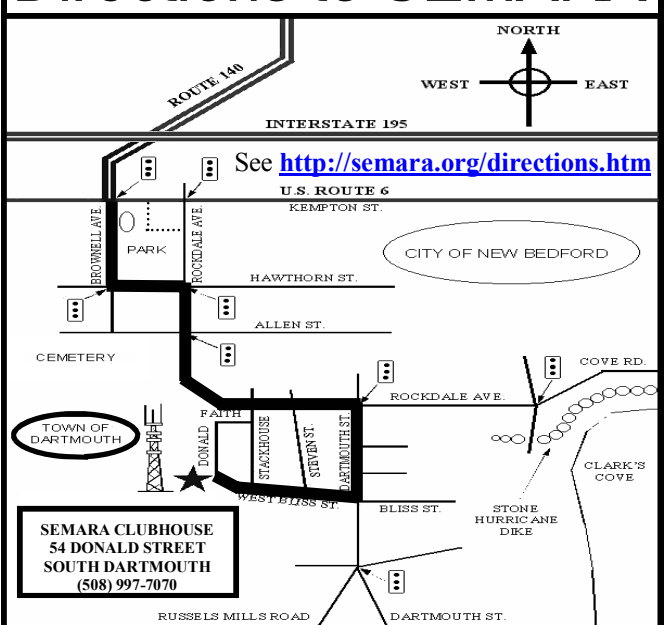 NORTH
WEST
EAST
ROUTE 140
INTERSTATE 195
See http://semara.org/directions.htm
U.S. ROUTE 6
KEMPTON ST.
BROWNELL AVE.
PARK
ROCKDALE AVE.
CITY OF NEW BEDFORD
HAWTHORN ST.
ALLEN ST.
CEMETERY
COVE RD.
ROCKDALE AVE.
FAITH
TOWN OF
DARTMOUTH
DONALD
STACKHOUSE
STEVEN ST.
DARTMOUTH ST.
CLARK'S
COVE
WEST BLISS ST.
BLISS ST.
STONE
HURRICANE
DIKE
SEMARA CLUBHOUSE
54 DONALD STREET
SOUTH DARTMOUTH
(508) 997-7070
RUSSELS MILLS ROAD
DARTMOUTH ST.